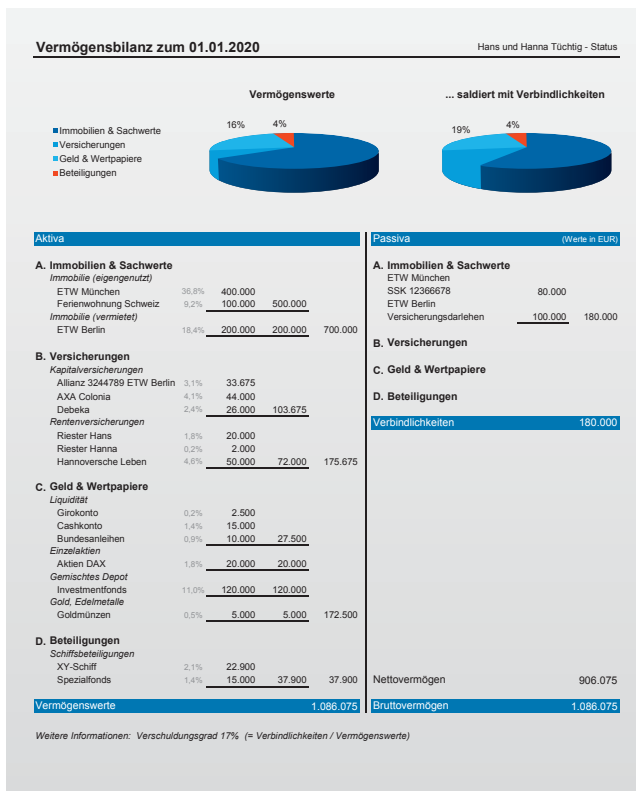 Vermögensbilanz zum 01.01.2020 Hans und Hanna Tüchtig - Status
Vermögenswerte
... saldiert mit Verbindlichkeiten
Immobilien & Sachwerte
Versicherungen
Geld & Wertpapiere
Beteiligungen
16% 4%
19% 4%
Aktiva
A. Immobilien & Sachwerte
Immobilie (eigengenutzt)
ETW München 36,8% 400.000
Ferienwohnung Schweiz 9,2% 100.000 500.000
Immobilie (vermietet)
ETW Berlin 18,4% 200.000 200.000 700.000
B. Versicherungen
Kapitalversicherungen
Allianz 3244789 ETW Berlin 3,1% 33.675
AXA Colonia 4,1% 44.000
Debeka 2,4% 26.000 103.675
Rentenversicherungen
Riester Hans 1,8% 20.000
Riester Hanna 0,2% 2.000
Hannoversche Leben 4,6% 50.000 72.000 175.675
C. Geld & Wertpapiere
Liquidität
Girokonto 0,2% 2.500
Cashkonto 1,4% 15.000
Bundesanleihen 0,9% 10.000 27.500
Einzelaktien
Aktien DAX 1,8% 20.000 20.000
Gemischtes Depot
Investmentfonds 11,0% 120.000 120.000
Gold, Edelmetalle
Goldmünzen 0,5% 5.000 5.000 172.500
D. Beteiligungen
Schiffsbeteiligungen
XY-Schiff 2,1% 22.900
Spezialfonds 1,4% 15.000 37.900 37.900
Vermögenswerte 1.086.075
Passiva (Werte in EUR)
A. Immobilien & Sachwerte
ETW München
SSK 12366678 80.000
ETW Berlin
Versicherungsdarlehen 100.000 180.000
B. Versicherungen
C. Geld & Wertpapiere
D. Beteiligungen
Verbindlichkeiten 180.000
Nettovermögen 906.075
Bruttovermögen 1.086.075
Weitere Informationen: Verschuldungsgrad 17% (= Verbindlichkeiten / Vermögenswerte)